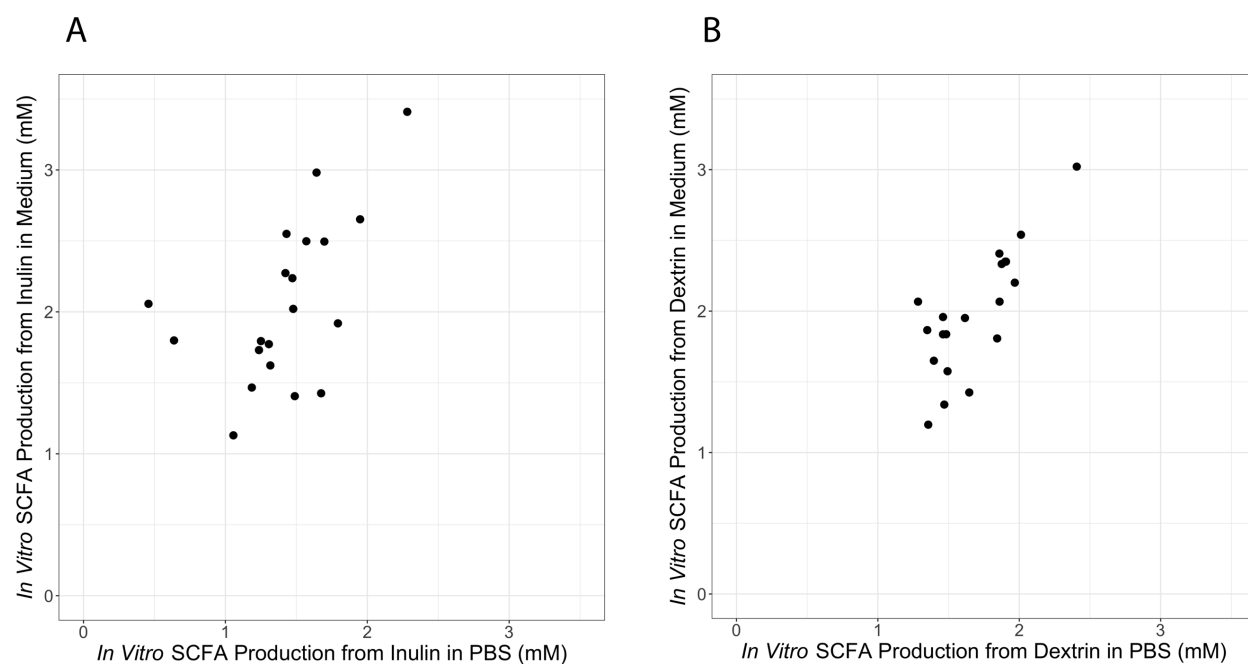 A
In Vitro SCFA Production from Inulin in Medium (mM)
3
2
1
0
0 1 2 3
In Vitro SCFA Production from Inulin in PBS (mM)
B
In Vitro SCFA Production from Dextrin in Medium (mM)
3
2
1
0
0 1 2 3
In Vitro SCFA Production from Dextrin in PBS (mM)